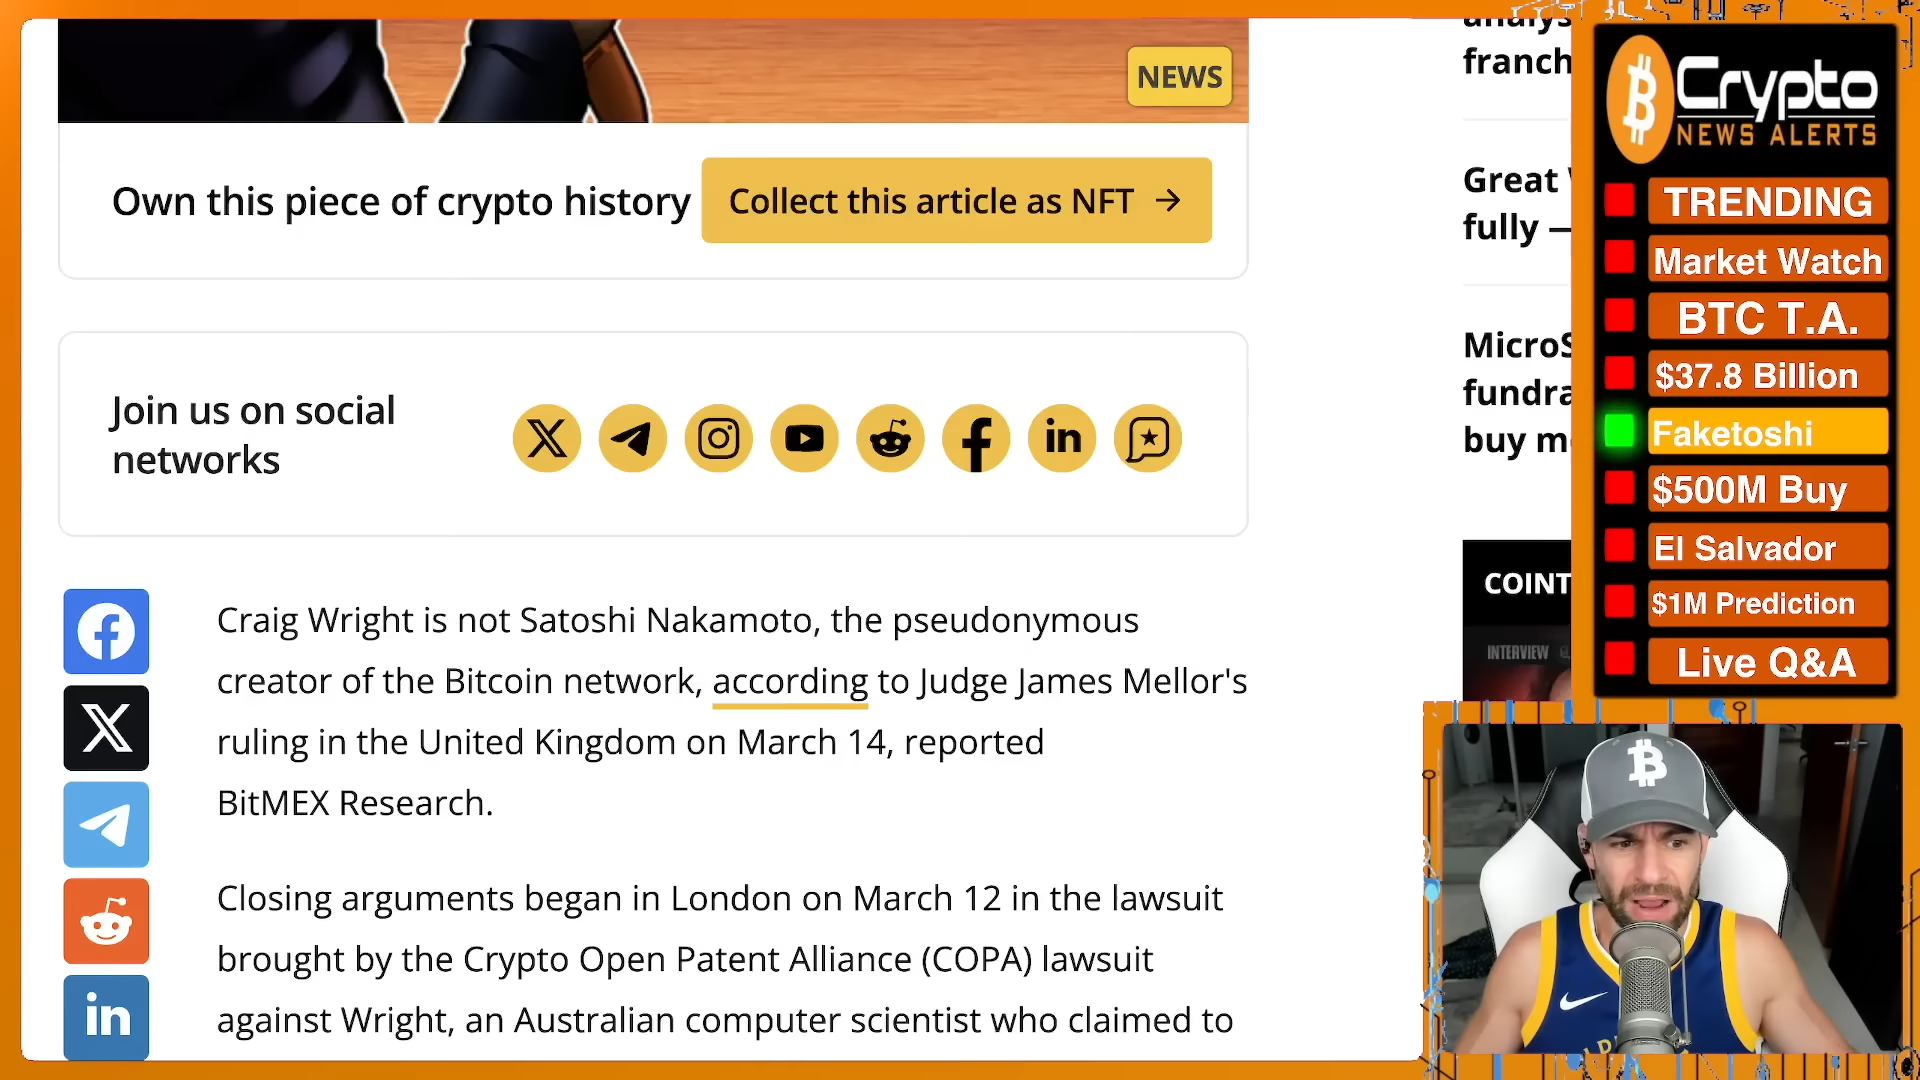 NEWS
Own this piece of crypto history
Collect this article as NFT →
Join us on social
networks
in
Craig Wright is not Satoshi Nakamoto, the pseudonymous
creator of the Bitcoin network, according to Judge James Mellor's
ruling in the United Kingdom on March 14, reported
BitMEX Research.
Closing arguments began in London on March 12 in the lawsuit
brought by the Crypto Open Patent Alliance (COPA) lawsuit
against Wright, an Australian computer scientist who claimed to
in
analys
franch
Great
fully —
MicroS
fundra
buy m
COINT
INTERVIEW
Crypto
NEWS ALERTS
TRENDING
Market Watch
BTC T.A.
$37.8 Billion
Faketoshi
$500M Buy
El Salvador
$1M Prediction
Live Q&A